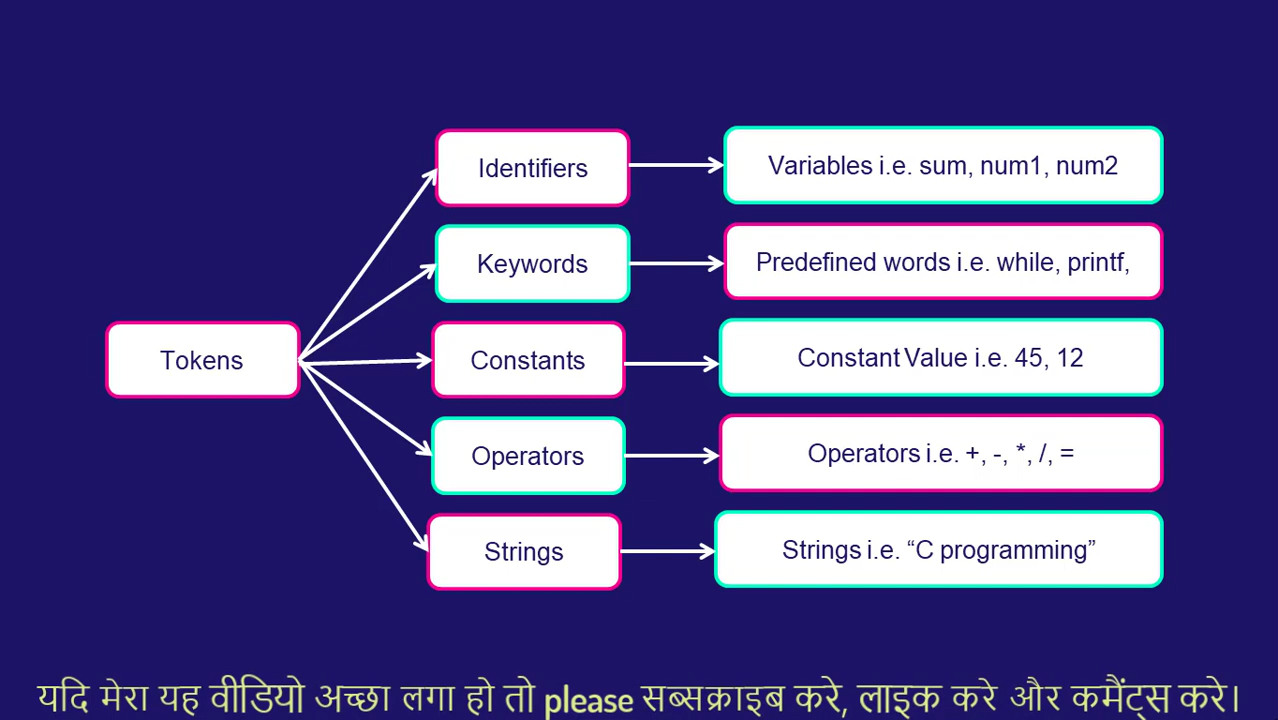 Identifiers
Variables i.e. sum, num1, num2
Keywords
Predefined words i.e. while, printf,
Tokens
Constants
Constant Value i.e. 45, 12
Operators
Operators i.e. +, -, *, /, =
Strings
Strings i.e. “C programming”
यदि मेरा यह वीडियो अच्छा लगा हो तो please सब्सक्राइब करे, लाइक करे और कमैंट्स करे।